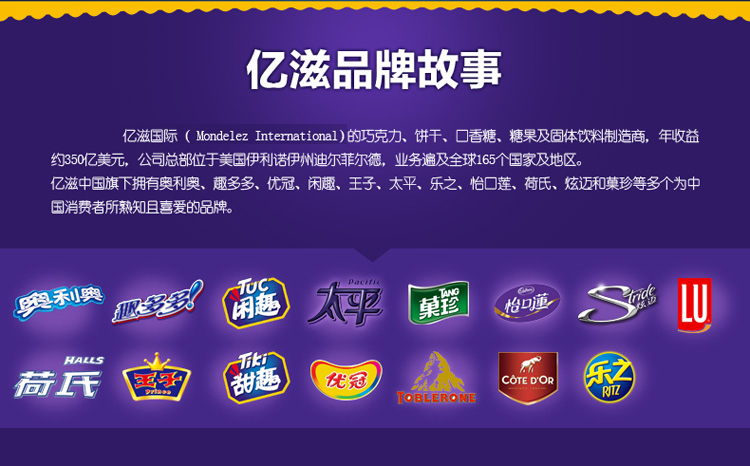 亿滋品牌故事
亿滋国际（ Mondelez International)的巧克力、饼干、口香糖、糖果及固体饮料制造商，年收益
约350亿美元，公司总部位于美国伊利诺伊州迪尔菲尔德，业务遍及全球165个国家及地区。
亿滋中国旗下拥有奥利奥、趣多多、优冠、闲趣、王子、太平、乐之、怡口莲、荷氏、炫迈和菓珍等多个为中
国消费者所熟知且喜爱的品牌。
奥利奥
趣多多!
TUC
闲趣
Pacific
太平
TANG
菓珍
Cadbury
怡口莲
Stride
炫迈
LU
HALLS
荷氏
王子
Prince
Tiki
甜趣
优冠
TOBLERONE
CÔTE D'OR
乐之
RITZ